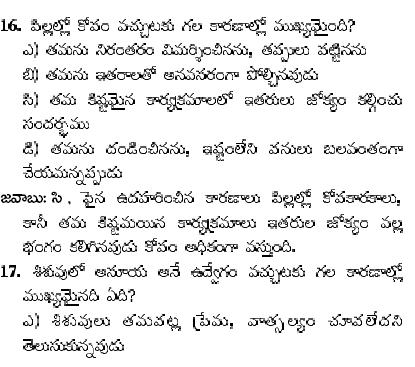 16. పిల్లల్లో కోపం వచ్చుటకు గల కారణాల్లో ముఖ్యమైంది?
ఎ) తమను నిరంతరం విమర్శించినను, తప్పులు పట్టినను
బి) తమను ఇతరాలతో అనవసరంగా పోల్చినవుడు
సి) తమ కిష్టమైన కార్యక్రమాలలో ఇతరులు జోక్యం కల్గించు
సందర్భము
డి) తమను దండించినను, ఇష్టంలేని పనులు బలవంతంగా
చేయమన్నప్పుడు
జవాబు: సి , పైన ఉదహరించిన కారణాలు పిల్లల్లో కోపకారకాలు,
కానీ తమ కిష్టమయిన కార్యక్రమాలు ఇతరుల జోక్యం వల్ల
భంగం కలిగినవుడు కోపం అధికంగా వస్తుంది.
17. శిశువులో అసూయ అనే ఉద్వేగం వచ్చుటకు గల కారణాల్లో
ముఖ్యమైనది ఏది?
ఎ) శిశువులు తమపట్ల ప్రేమ, వాత్సల్యం చూపలేదని
తెలుసుకున్నవుడు